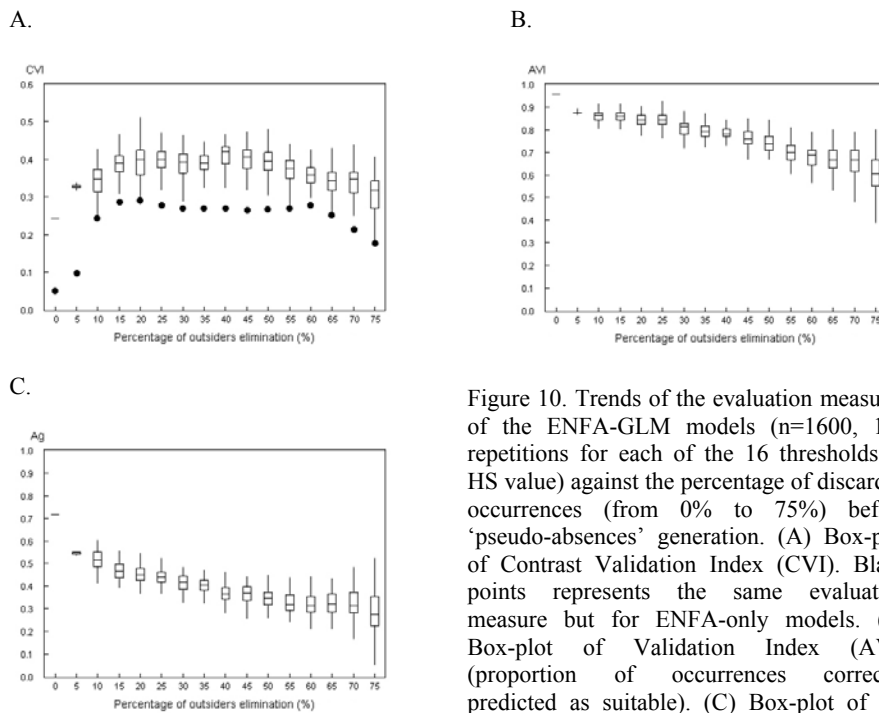 A.
B.
CVI
0.6
0.5
0.4
0.3
0.2
0.1
0.0
0 5 10 15 20 25 30 35 40 45 50 55 60 65 70 75
Percentage of outsiders elimination (%)
AVI
1.0
0.9
0.8
0.7
0.6
0.5
0.4
0.3
0.2
0.1
0.0
0 5 10 15 20 25 30 35 40 45 50 55 60 65 70 75
Percentage of outsiders elimination (%)
C.
Ag
1.0
0.9
0.8
0.7
0.6
0.5
0.4
0.3
0.2
0.1
0.0
0 5 10 15 20 25 30 35 40 45 50 55 60 65 70 75
Percentage of outsiders elimination (%)
Figure 10. Trends of the evaluation
of the ENFA-GLM models (n=1600,
repetitions for each of the 16 thresholds
HS value) against the percentage of
occurrences (from 0% to 75%)
'pseudo-absences' generation. (A)
of Contrast Validation Index (CVI).
points represents the same
measure but for ENFA-only models.
Box-plot of Validation Index
(proportion of occurrences
predicted as suitable). (C) Box-plot of